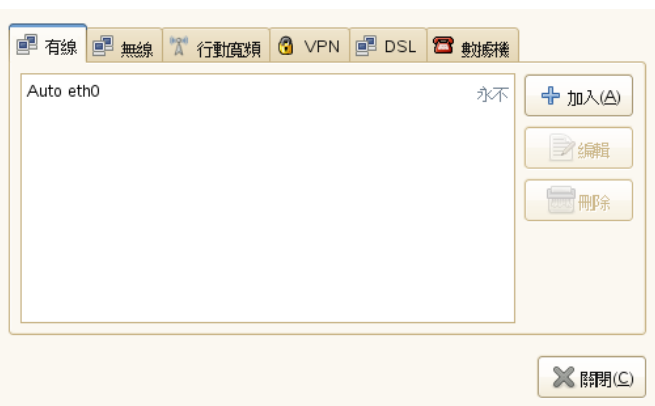 有線 無線 行動寬頻 VPN DSL 數據機
Auto eth0 永不
加入(A)
編輯
刪除
關閉(C)